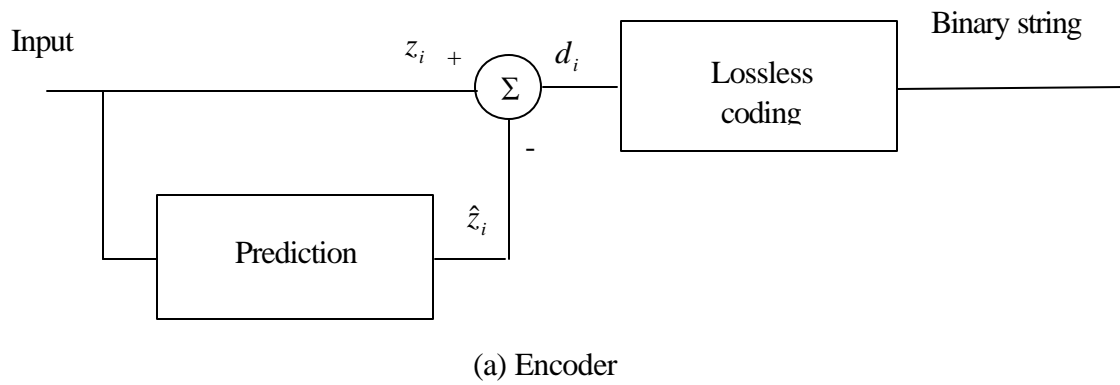 Input
Binary string
z_i +
Σ
d_i
Lossless
coding
-
ẑ_i
Prediction
(a) Encoder